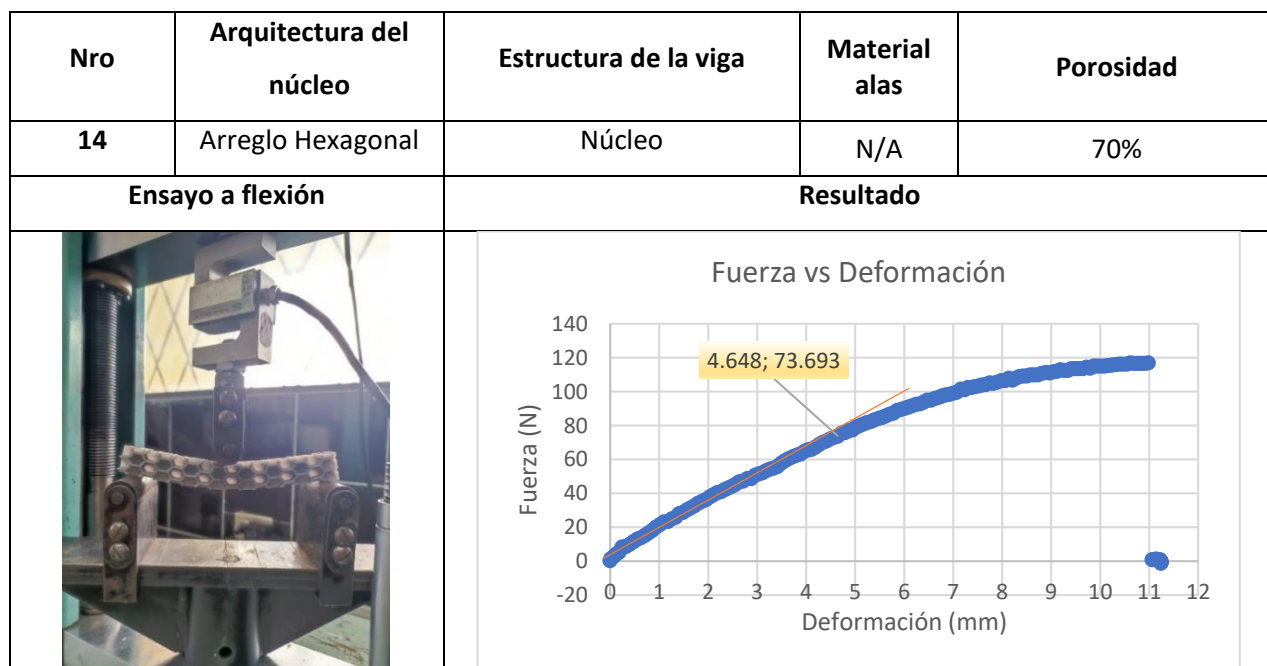 Nro
Arquitectura del
núcleo
Estructura de la viga
Material
alas
Porosidad
14
Arreglo Hexagonal
Núcleo
N/A
70%
Ensayo a flexión
Resultado
Fuerza vs Deformación
Fuerza (N)
140
120
100
80
60
40
20
0
-20
4.648; 73.693
0 1 2 3 4 5 6 7 8 9 10 11 12
Deformación (mm)